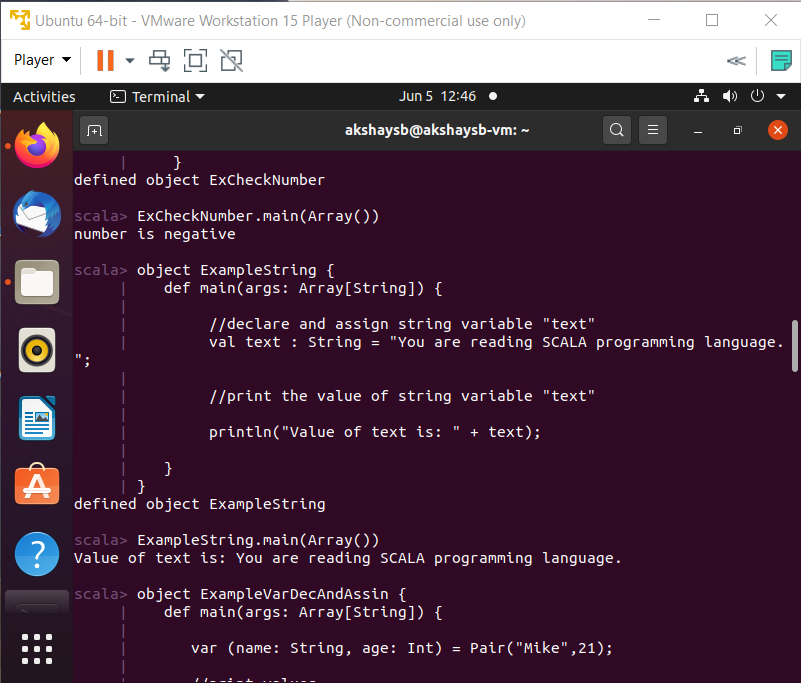 Ubuntu 64-bit - VMware Workstation 15 Player (Non-commercial use only)
Player
Activities
Terminal
Jun 5 12:46
akshaysb@akshaysb-vm: ~
| }
defined object ExCheckNumber
scala> ExCheckNumber.main(Array())
number is negative
scala> object ExampleString {
| def main(args: Array[String]) {
|
| //declare and assign string variable "text"
| val text : String = "You are reading SCALA programming language.
";
|
| //print the value of string variable "text"
|
| println("Value of text is: " + text);
|
| }
| }
defined object ExampleString
scala> ExampleString.main(Array())
Value of text is: You are reading SCALA programming language.
scala> object ExampleVarDecAndAssin {
| def main(args: Array[String]) {
|
| var (name: String, age: Int) = Pair("Mike",21);
|
| //print values